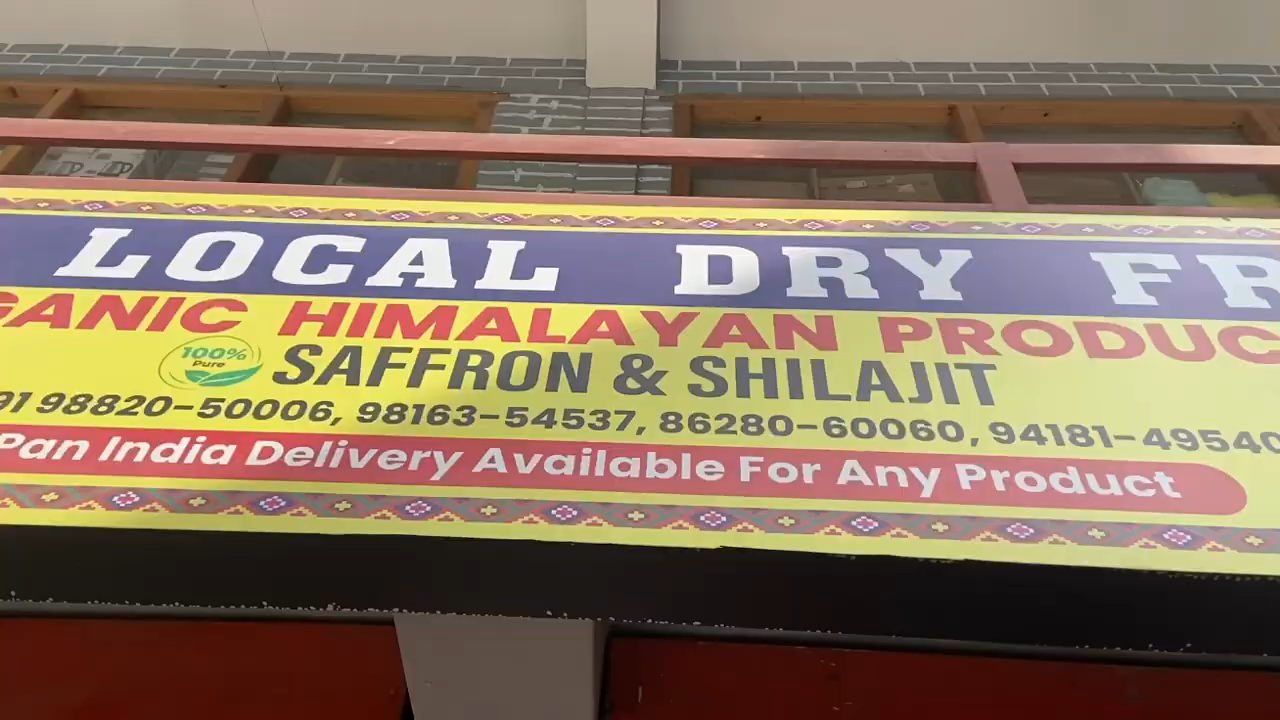 LOCAL DRY FR
GANIC HIMALAYAN PRODUC
100%
Pure
SAFFRON & SHILAJIT
91 98820-50006, 98163-54537, 86280-60060, 94181-49540
Pan India Delivery Available For Any Product